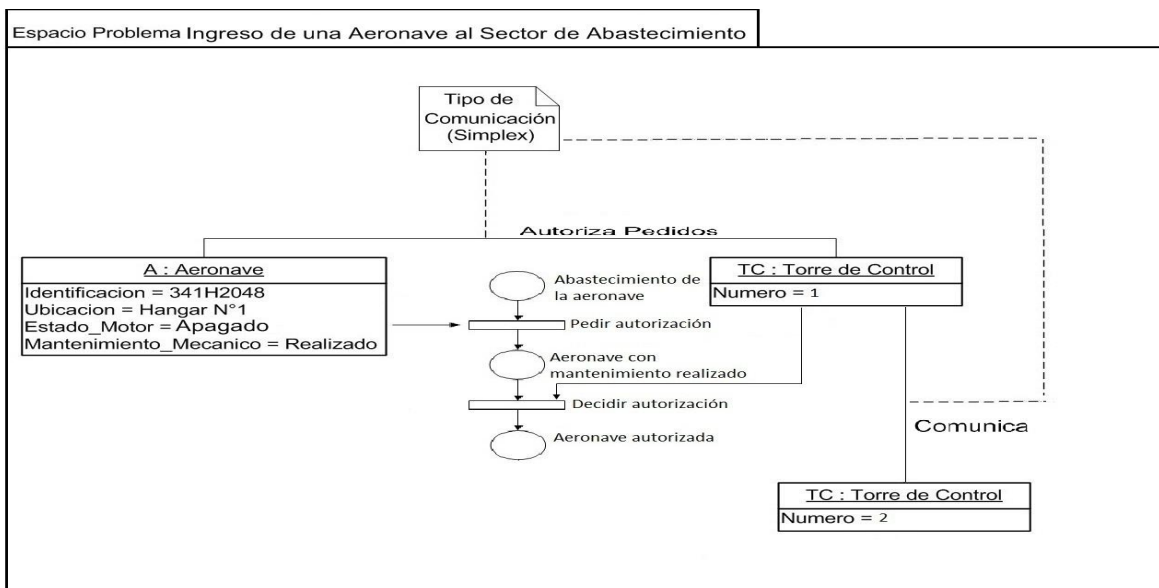 Espacio Problema Ingreso de una Aeronave al Sector de Abastecimiento
Tipo de
Comunicación
(Simplex)
Autoriza Pedidos
A : Aeronave
Identificacion = 341H2048
Ubicacion = Hangar N°1
Estado_Motor = Apagado
Mantenimiento_Mecanico = Realizado
Abastecimiento de
la aeronave
Pedir autorización
Aeronave con
mantenimiento realizado
Decidir autorización
Aeronave autorizada
TC : Torre de Control
Numero = 1
Comunica
TC : Torre de Control
Numero = 2